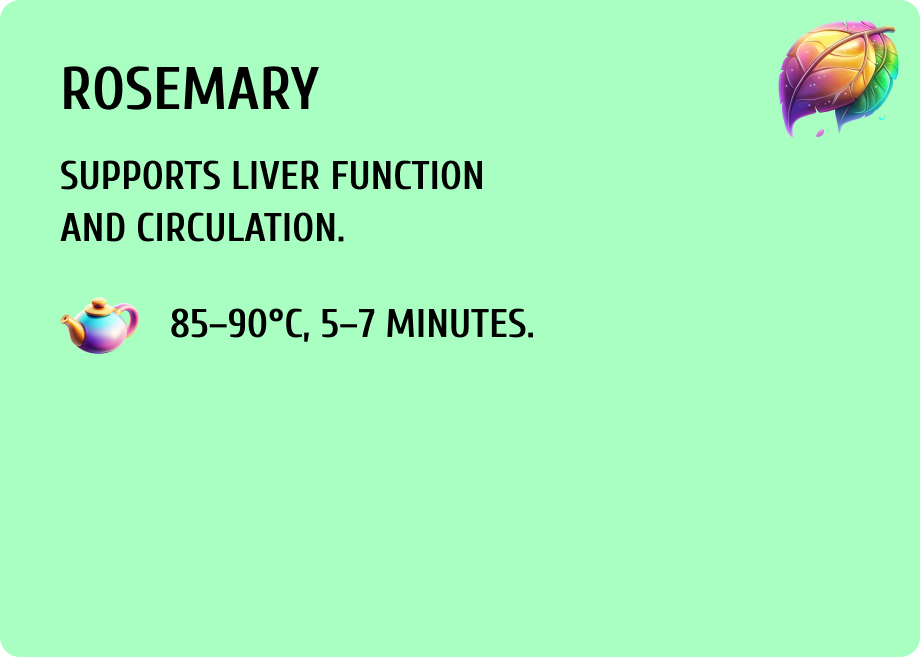 ROSEMARY
SUPPORTS LIVER FUNCTION
AND CIRCULATION.
85–90°C, 5–7 MINUTES.